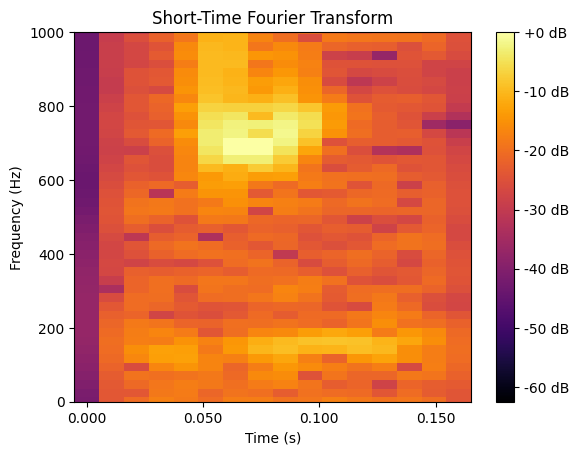 Short-Time Fourier Transform
1000
800
600
400
200
0
Frequency (Hz)
0.000
0.050
0.100
0.150
Time (s)
+0 dB
-10 dB
-20 dB
-30 dB
-40 dB
-50 dB
-60 dB